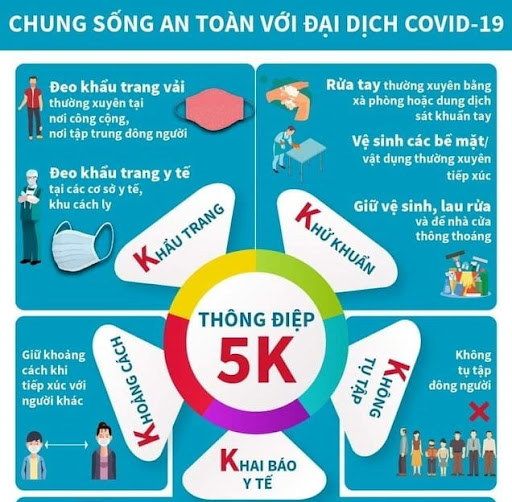 CHUNG SỐNG AN TOÀN VỚI ĐẠI DỊCH COVID-19
Đeo khẩu trang vải
thường xuyên tại
nơi công cộng,
nơi tập trung đông người
Đeo khẩu trang y tế
tại các cơ sở y tế,
khu cách ly
KHẨU TRANG
Rửa tay thường xuyên bằng
xà phòng hoặc dung dịch
sát khuẩn tay
Vệ sinh các bề mặt/
vật dụng thường xuyên
tiếp xúc
Giữ vệ sinh, lau rửa
và để nhà cửa
thông thoáng
KHỬ KHUẨN
THÔNG ĐIỆP
5K
Giữ khoảng
cách khi
tiếp xúc với
người khác
KHOẢNG CÁCH
KHÔNG
TỤ TẬP
Không
tụ tập
đông người
KHAI BÁO
Y TẾ